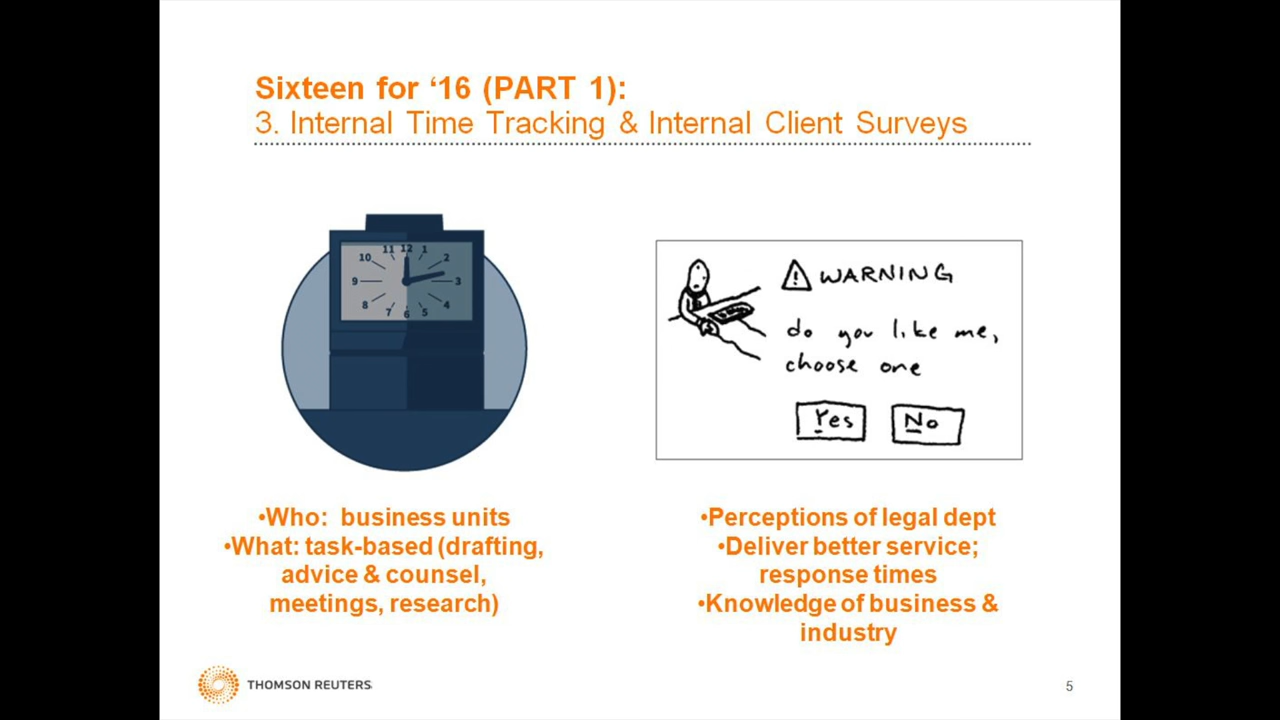 Sixteen for ‘16 (PART 1):
3. Internal Time Tracking & Internal Client Surveys
11 12 1
10 2
9 3
8 4
7 6 5
⚠ WARNING
do you like me,
choose one
Yes No
•Who: business units
•What: task-based (drafting,
advice & counsel,
meetings, research)
•Perceptions of legal dept
•Deliver better service;
response times
•Knowledge of business &
industry
THOMSON REUTERS
5